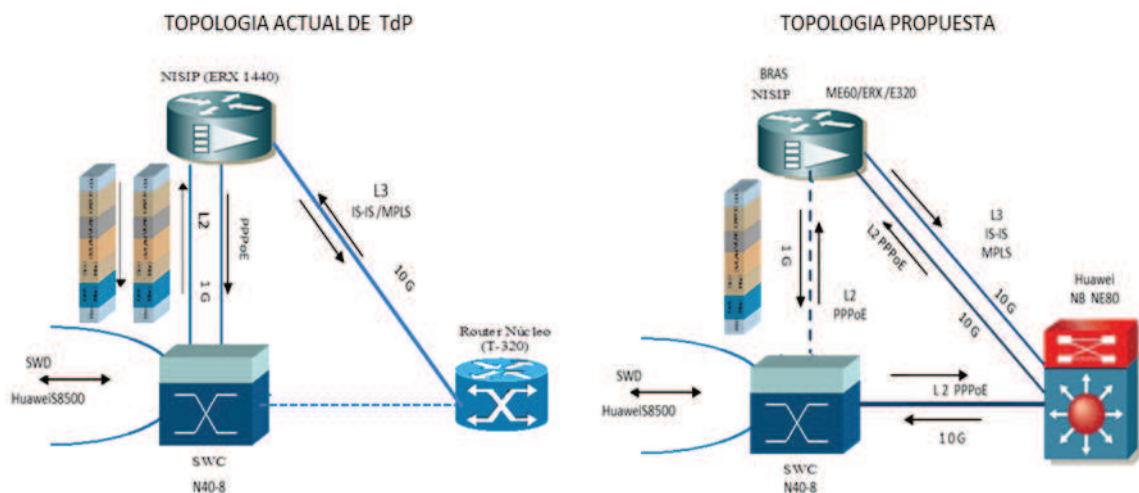 TOPOLOGIA ACTUAL DE TdP
NISIP (ERX 1440)
L2
1 G
PPPoE
L3
IS-IS/MPLS
10 G
SWD
HuaweiS8500
SWC
N40-8
Router Núcleo
(T-320)
TOPOLOGIA PROPUESTA
BRAS
NISIP
ME60/ERX/E320
1 G
L2
PPPoE
L2 PPPoE
10 G
L3
IS-IS
MPLS
10 G
Huawei
NB NE80
SWD
HuaweiS8500
L 2 PPPoE
10 G
SWC
N40-8